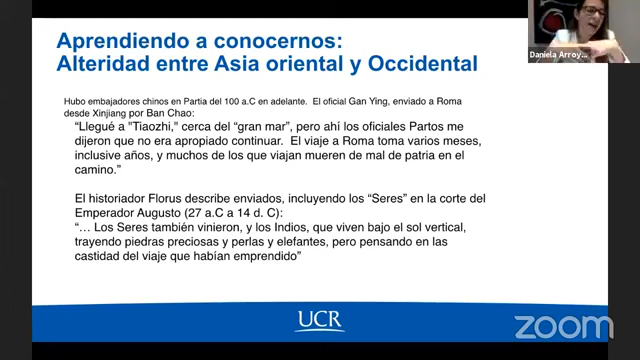 Aprendiendo a conocernos:
Alteridad entre Asia oriental y Occidental
Daniela Arroy...
Hubo embajadores chinos en Partia del 100 a.C en adelante. El oficial Gan Ying, enviado a Roma
desde Xinjiang por Ban Chao:
“Llegué a "Tiaozhi," cerca del “gran mar”, pero ahí los oficiales Partos me
dijeron que no era apropiado continuar. El viaje a Roma toma varios meses,
inclusive años, y muchos de los que viajan mueren de mal de patria en el
camino.”
El historiador Florus describe enviados, incluyendo los “Seres” en la corte del
Emperador Augusto (27 a.C a 14 d. C):
“… Los Seres también vinieron, y los Indios, que viven bajo el sol vertical,
trayendo piedras preciosas y perlas y elefantes, pero pensando en las
castidad del viaje que habían emprendido”
UCR
zoom